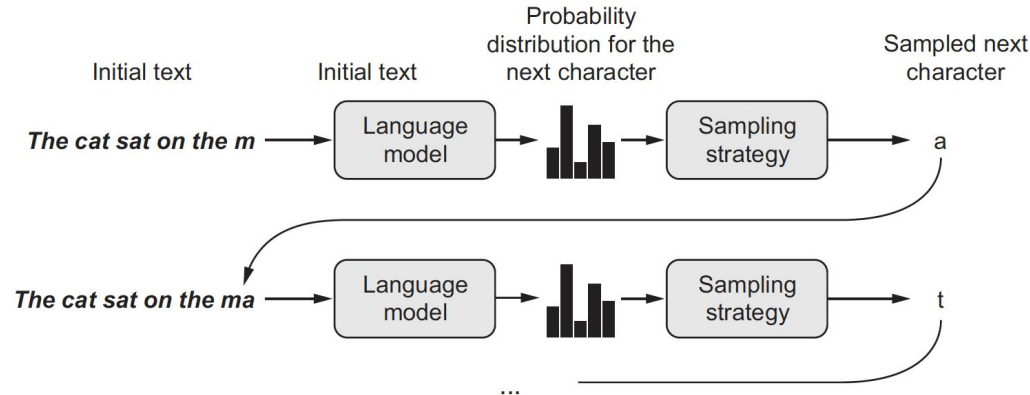 Initial text
Initial text
Probability
distribution for the
next character
Sampled next
character
The cat sat on the m
Language
model
Sampling
strategy
a
The cat sat on the ma
Language
model
Sampling
strategy
t
...